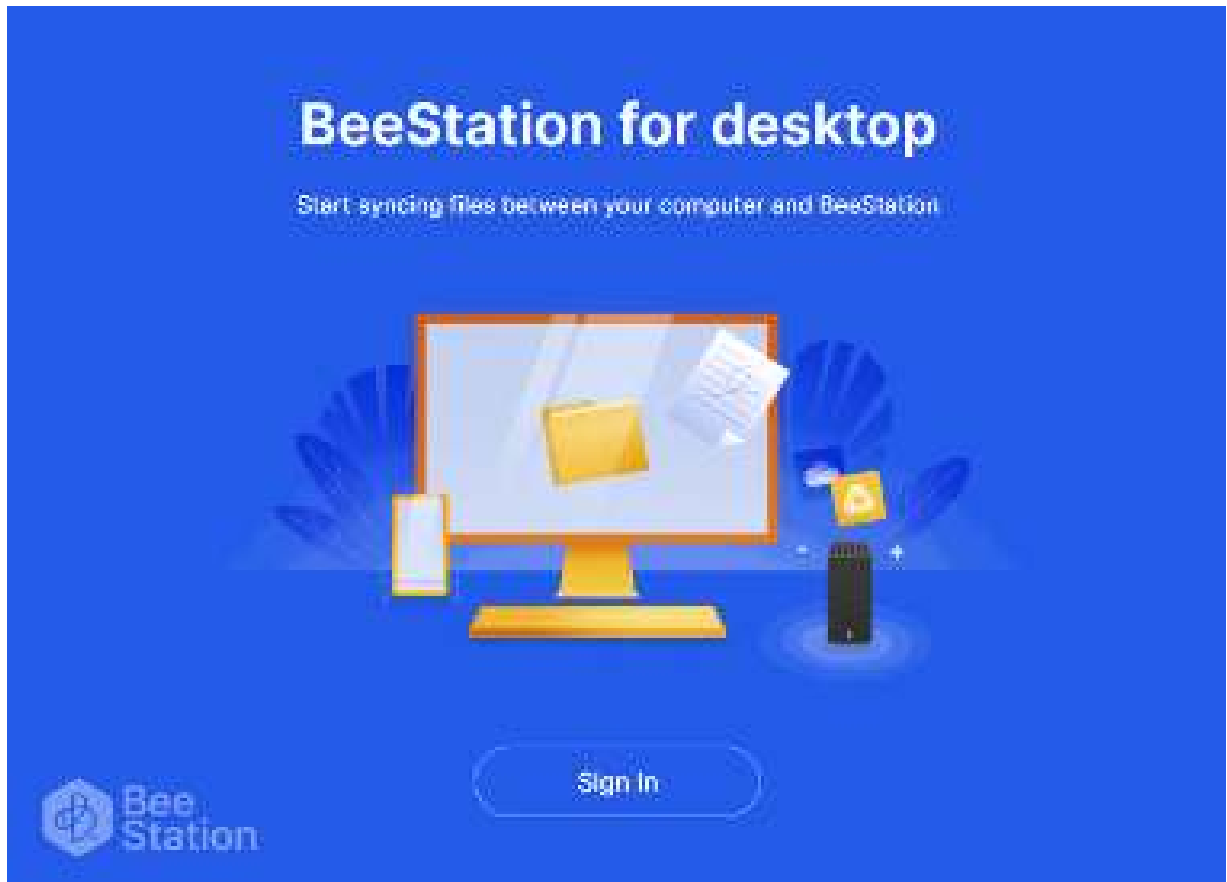 BeeStation for desktop
Start syncing files between your computer and BeeStation
Sign in
Bee
Station